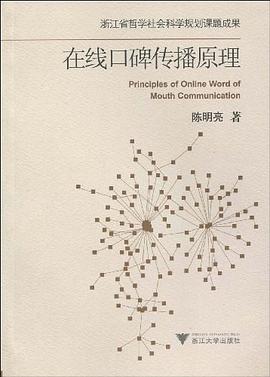 浙江省哲学社会科学规划课题成果
在线口碑传播原理
Principles of Online Word of
Mouth Communication
陈明亮 著
浙江大学出版社